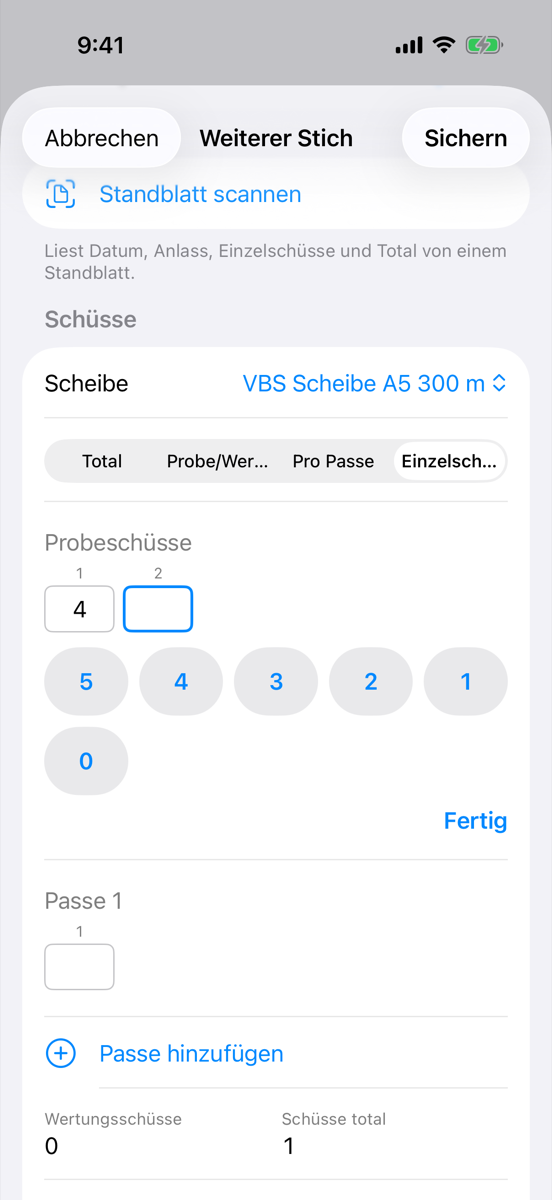 9:41
Abbrechen
Weiterer Stich
Sichern
Standblatt scannen
Liest Datum, Anlass, Einzelschüsse und Total von einem
Standblatt.
Schüsse
Scheibe
VBS Scheibe A5 300 m
Total
Probe/Wer...
Pro Passe
Einzelsch...
Probeschüsse
1 2
4
5 4 3 2 1
0
Fertig
Passe 1
1
Passe hinzufügen
Wertungsschüsse Schüsse total
0 1